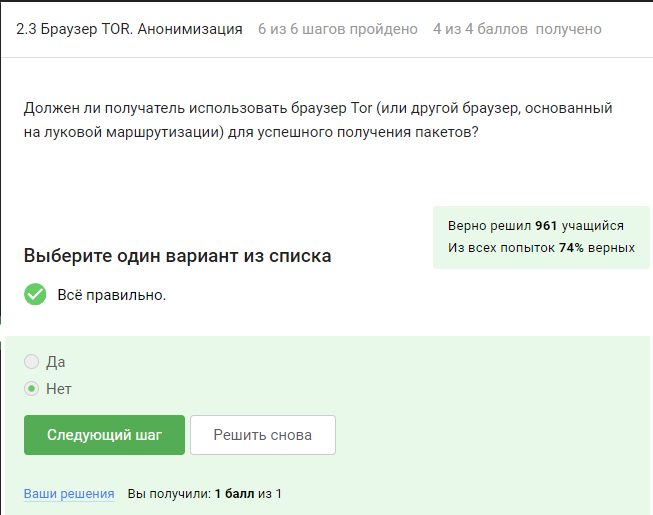 2.3 Браузер TOR. Анонимизация 6 из 6 шагов пройдено 4 из 4 баллов получено
Должен ли получатель использовать браузер Tor (или другой браузер, основанный
на луковой маршрутизации) для успешного получения пакетов?
Верно решил 961 учащийся
Из всех попыток 74% верных
Выберите один вариант из списка
Всё правильно.
Да
Нет
Следующий шаг Решить снова
Ваши решения Вы получили: 1 балл из 1